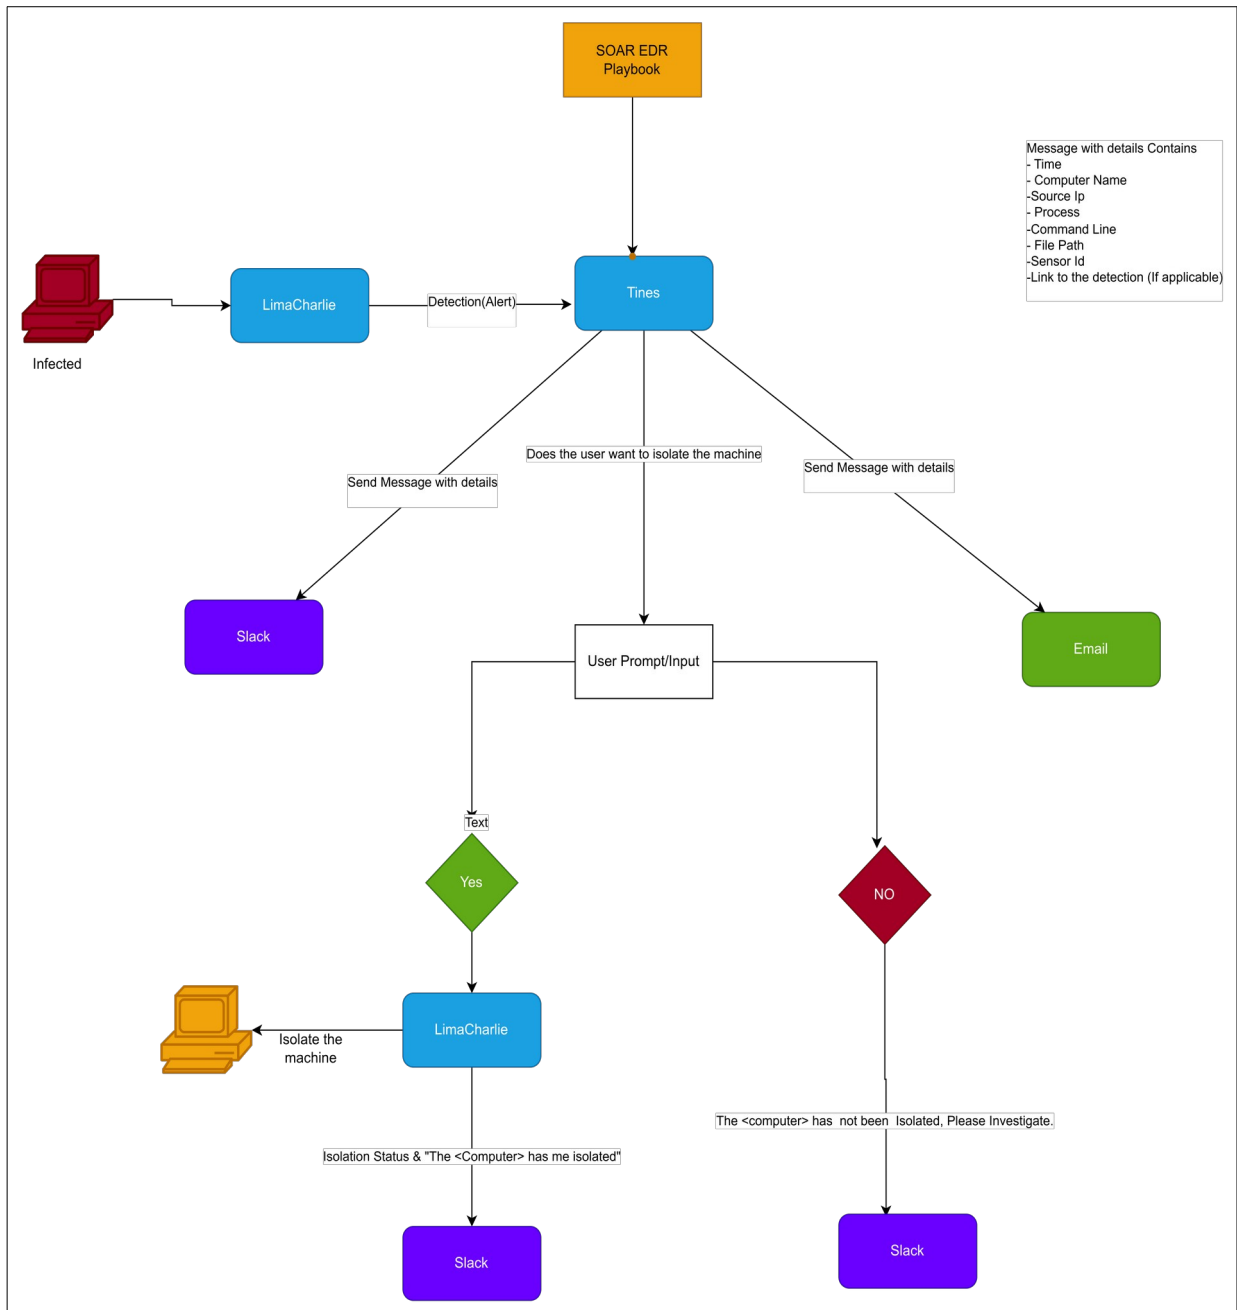 SOAR EDR
Playbook
Message with details Contains
- Time
- Computer Name
-Source Ip
- Process
-Command Line
- File Path
-Sensor Id
-Link to the detection (If applicable)
LimaCharlie
Detection(Alert)
Tines
Infected
Does the user want to isolate the machine
Send Message with details
Send Message with details
Slack
User Prompt/Input
Email
Text
Yes
NO
LimaCharlie
Isolate the
machine
The <computer> has  not been  Isolated, Please Investigate.
Isolation Status & "The <Computer> has me isolated"
Slack
Slack